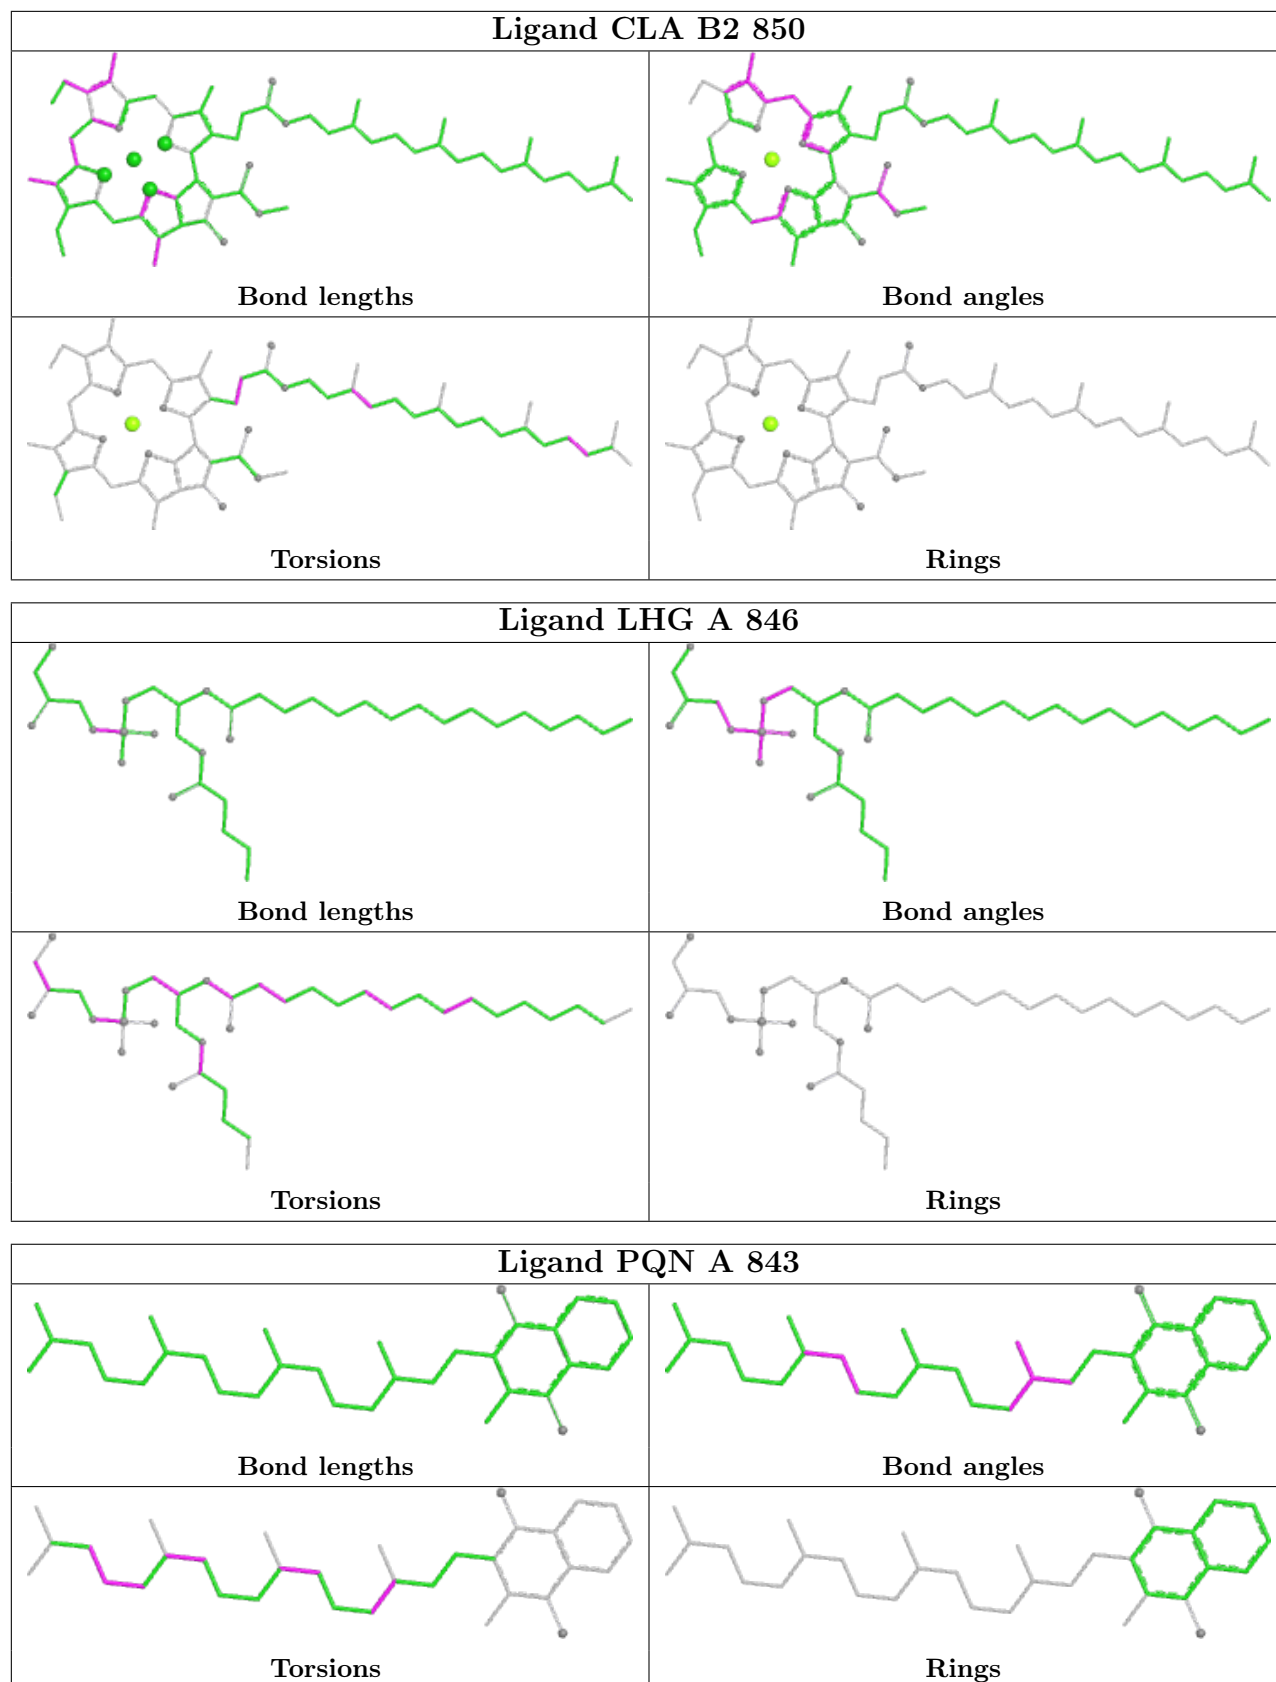 Ligand CLA B2 850
Bond lengths
Bond angles
Torsions
Rings
Ligand LHG A 846
Bond lengths
Bond angles
Torsions
Rings
Ligand PQN A 843
Bond lengths
Bond angles
Torsions
Rings